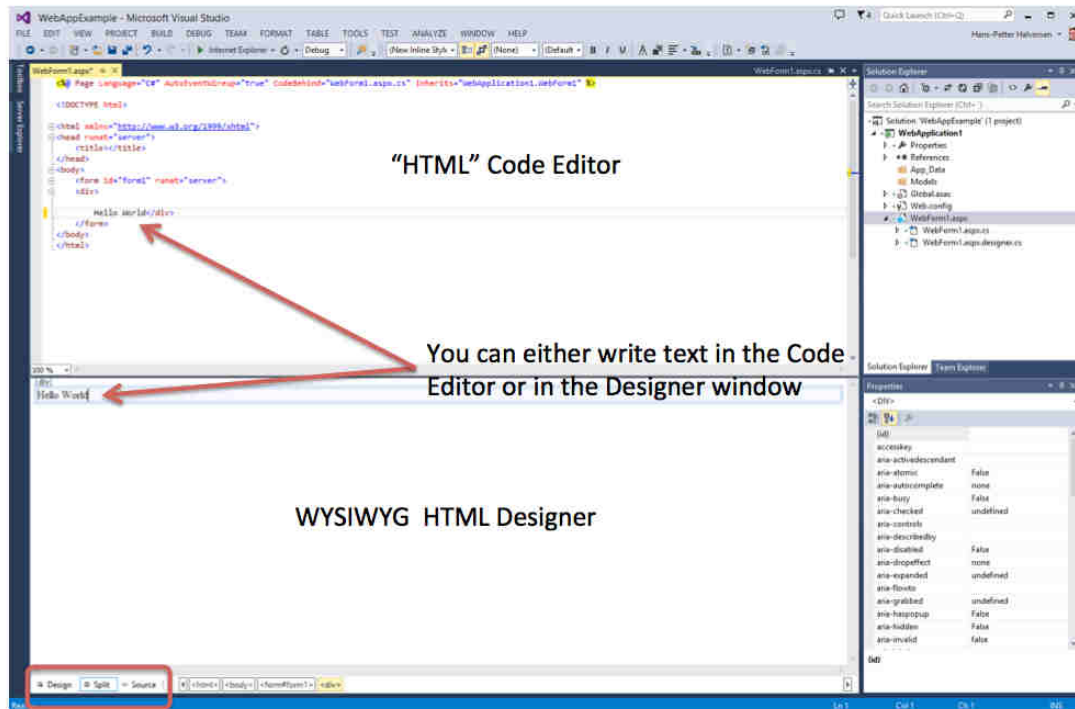 WebAppExample - Microsoft Visual Studio
Quick Launch (Ctrl+Q)
FILE EDIT VIEW PROJECT BUILD DEBUG TEAM FORMAT TABLE TOOLS TEST ANALYZE WINDOW HELP
Hans-Petter Halvorsen
Internet Explorer Debug (New Inline Style (None) (Default B I U A
WebForm1.aspx*
WebForm1.aspx.cs
Toolbox
Server Explorer
<%@ Page Language="C#" AutoEventWireup="true" CodeBehind="WebForm1.aspx.cs" Inherits="WebApplication1.WebForm1" %>
<!DOCTYPE html>
<html xmlns="http://www.w3.org/1999/xhtml">
<head runat="server">
<title></title>
</head>
<body>
<form id="form1" runat="server">
<div>
Hello World</div>
</form>
</body>
</html>
"HTML" Code Editor
You can either write text in the Code
Editor or in the Designer window
100 %
div
Hello World
WYSIWYG HTML Designer
Design Split Source <html> <body> <form#form1> <div>
Solution Explorer
Search Solution Explorer (Ctrl+
Solution 'WebAppExample' (1 project)
WebApplication1
Properties
References
App_Data
Models
Global.asax
Web.config
WebForm1.aspx
WebForm1.aspx.cs
WebForm1.aspx.designer.cs
Solution Explorer Team Explorer
Properties
<DIV>
(id)
accesskey
aria-activedescendant
aria-atomic False
aria-autocomplete none
aria-busy False
aria-checked undefined
aria-controls
aria-describedby
aria-disabled False
aria-dropeffect none
aria-expanded undefined
aria-flowto
aria-grabbed undefined
aria-haspopup False
aria-hidden False
aria-invalid false
(id)
Ln 1 Col 1 Ch 1 INS